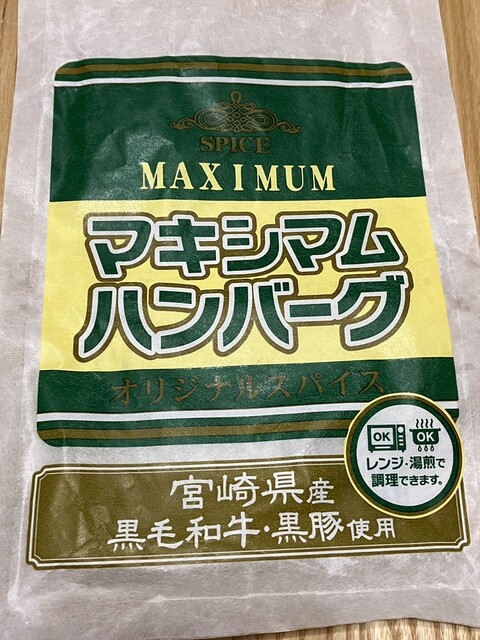 SPICE
MAXIMUM
マキシマム
ハンバーグ
オリジナルスパイス
OK OK
レンジ・湯煎で
調理できます。
宮崎県産
黒毛和牛・黒豚使用